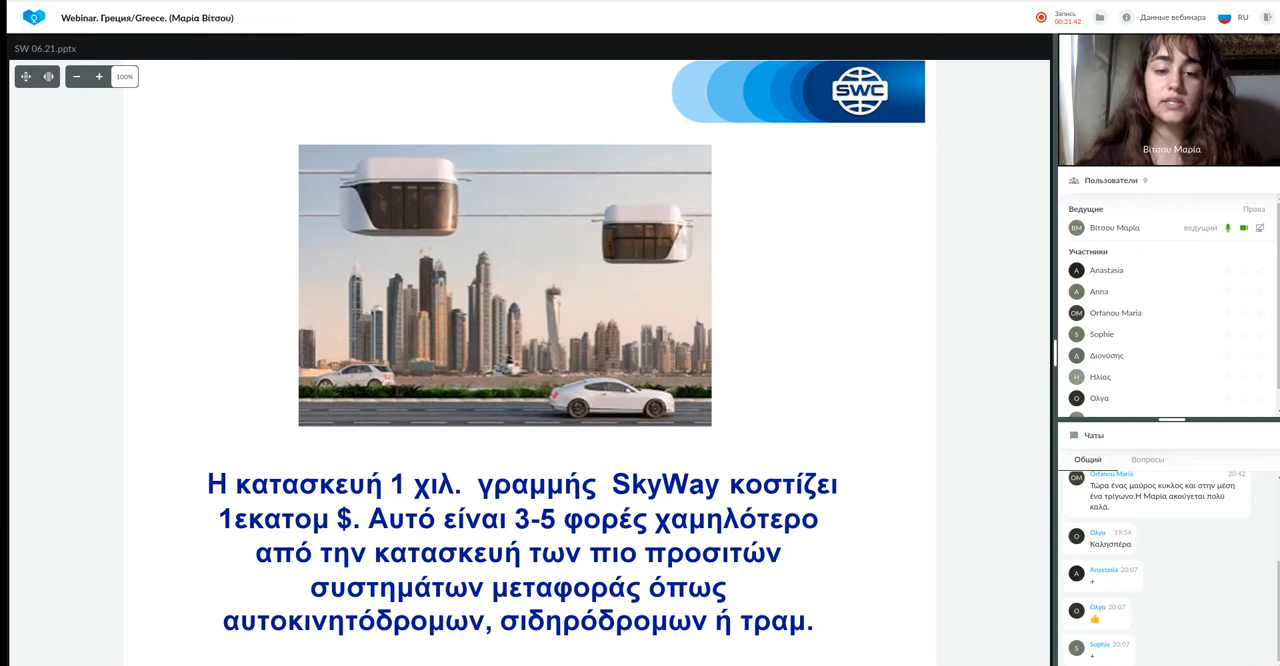 Webinar. Греция/Greece. (Μαρία Βίτσου)
Запись
00:21:42
Данные вебинара
RU
SW 06.21.pptx
100%
SWC
Η κατασκευή 1 χιλ. γραμμής SkyWay κοστίζει
1εκατομ $. Αυτό είναι 3-5 φορές χαμηλότερο
από την κατασκευή των πιο προσιτών
συστημάτων μεταφοράς όπως
αυτοκινητόδρομων, σιδηρόδρομων ή τραμ.
Βίτσου Μαρία
Пользователи 9
Ведущие Права
ΒΜ Βίτσου Μαρία ведущий
Участники
A Anastasia
A Anna
OM Orfanou Maria
S Sophie
Δ Διονύσης
Η Ηλίας
Ο Ολγα
Чаты
Общий Вопросы
OM Orfanou Maria 20:42
Τώρα ένας μαύρος κυκλος και στην μέση
ένα τρίγωνο.Η Μαρία ακούγεται πολύ
καλά.
Ο Ολγα 19:54
Καλησπέρα
A Anastasia 20:07
+
Ο Ολγα 20:07
👍
S Sophie 20:07
+